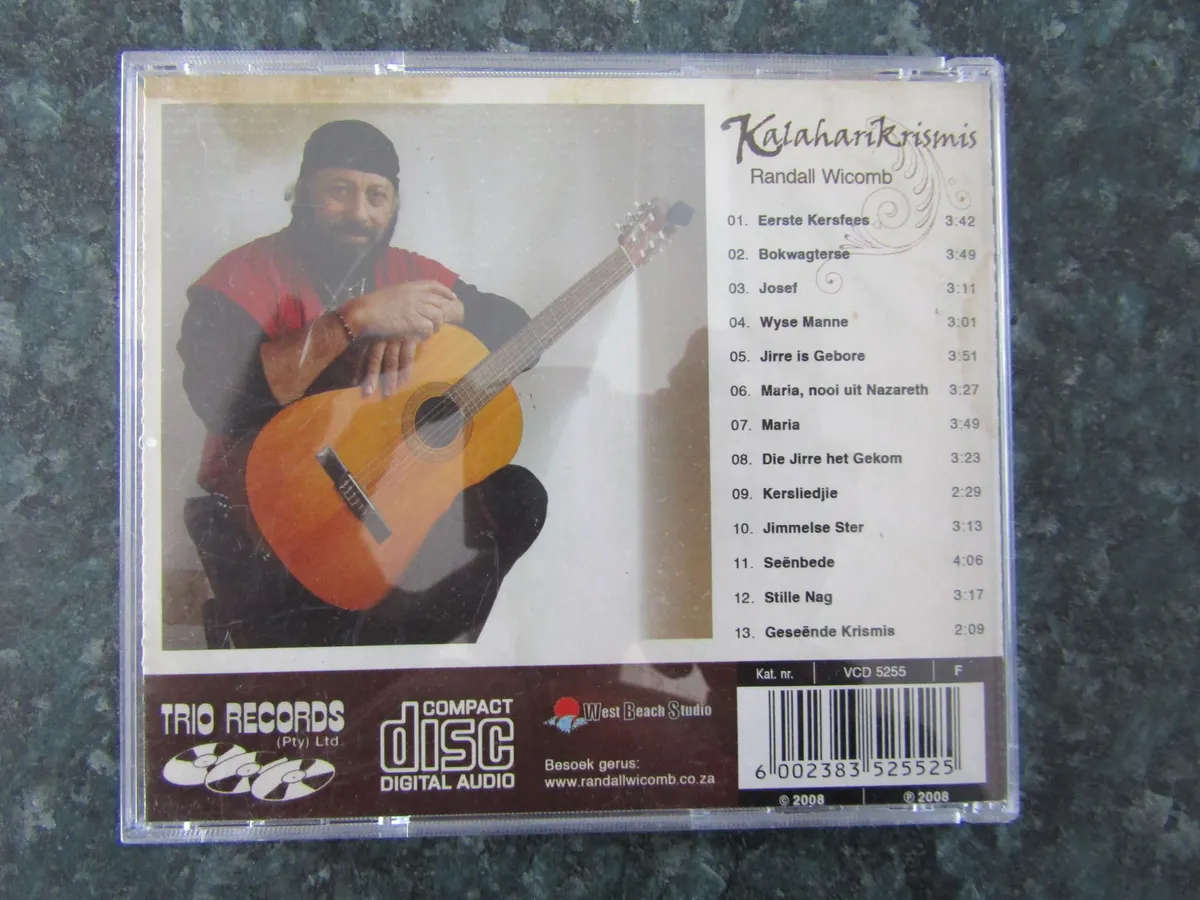 Kalaharikrismis
Randall Wicomb
01. Eerste Kersfees 3:42
02. Bokwagterse 3:49
03. Josef 3:11
04. Wyse Manne 3:01
05. Jirre is Gebore 3:51
06. Maria, nooi uit Nazareth 3:27
07. Maria 3:49
08. Die Jirre het Gekom 3:23
09. Kersliedjie 2:29
10. Jimmelse Ster 3:13
11. Seënbede 4:06
12. Stille Nag 3:17
13. Geseënde Krismis 2:09
TRIO RECORDS
(Pty) Ltd.
COMPACT
disc
DIGITAL AUDIO
West Beach Studio
Besoek gerus:
www.randallwicomb.co.za
Kat. nr. VCD 5255 F
6 002383 525525
© 2008 ℗ 2008